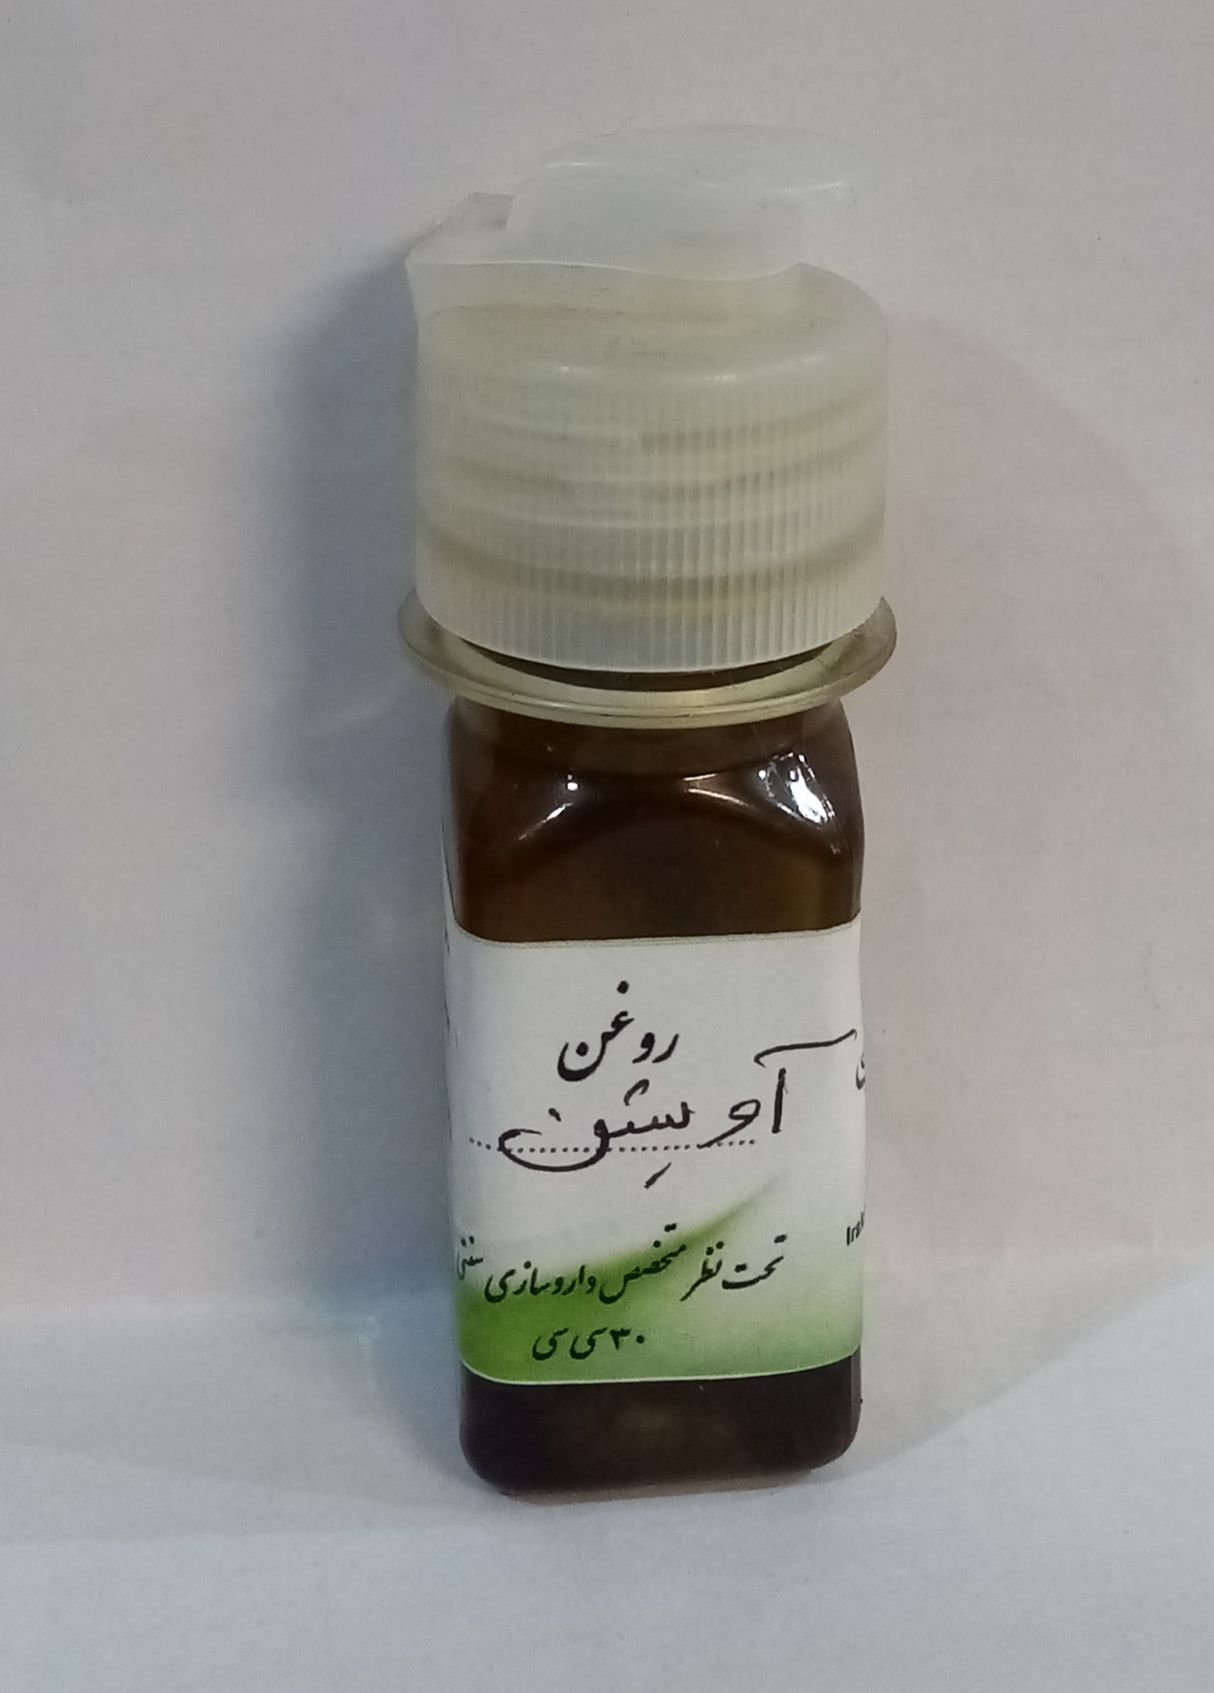 روغن
آویشن
تحت نظر متخصص داروسازی سنتی
۳۰ سی سی